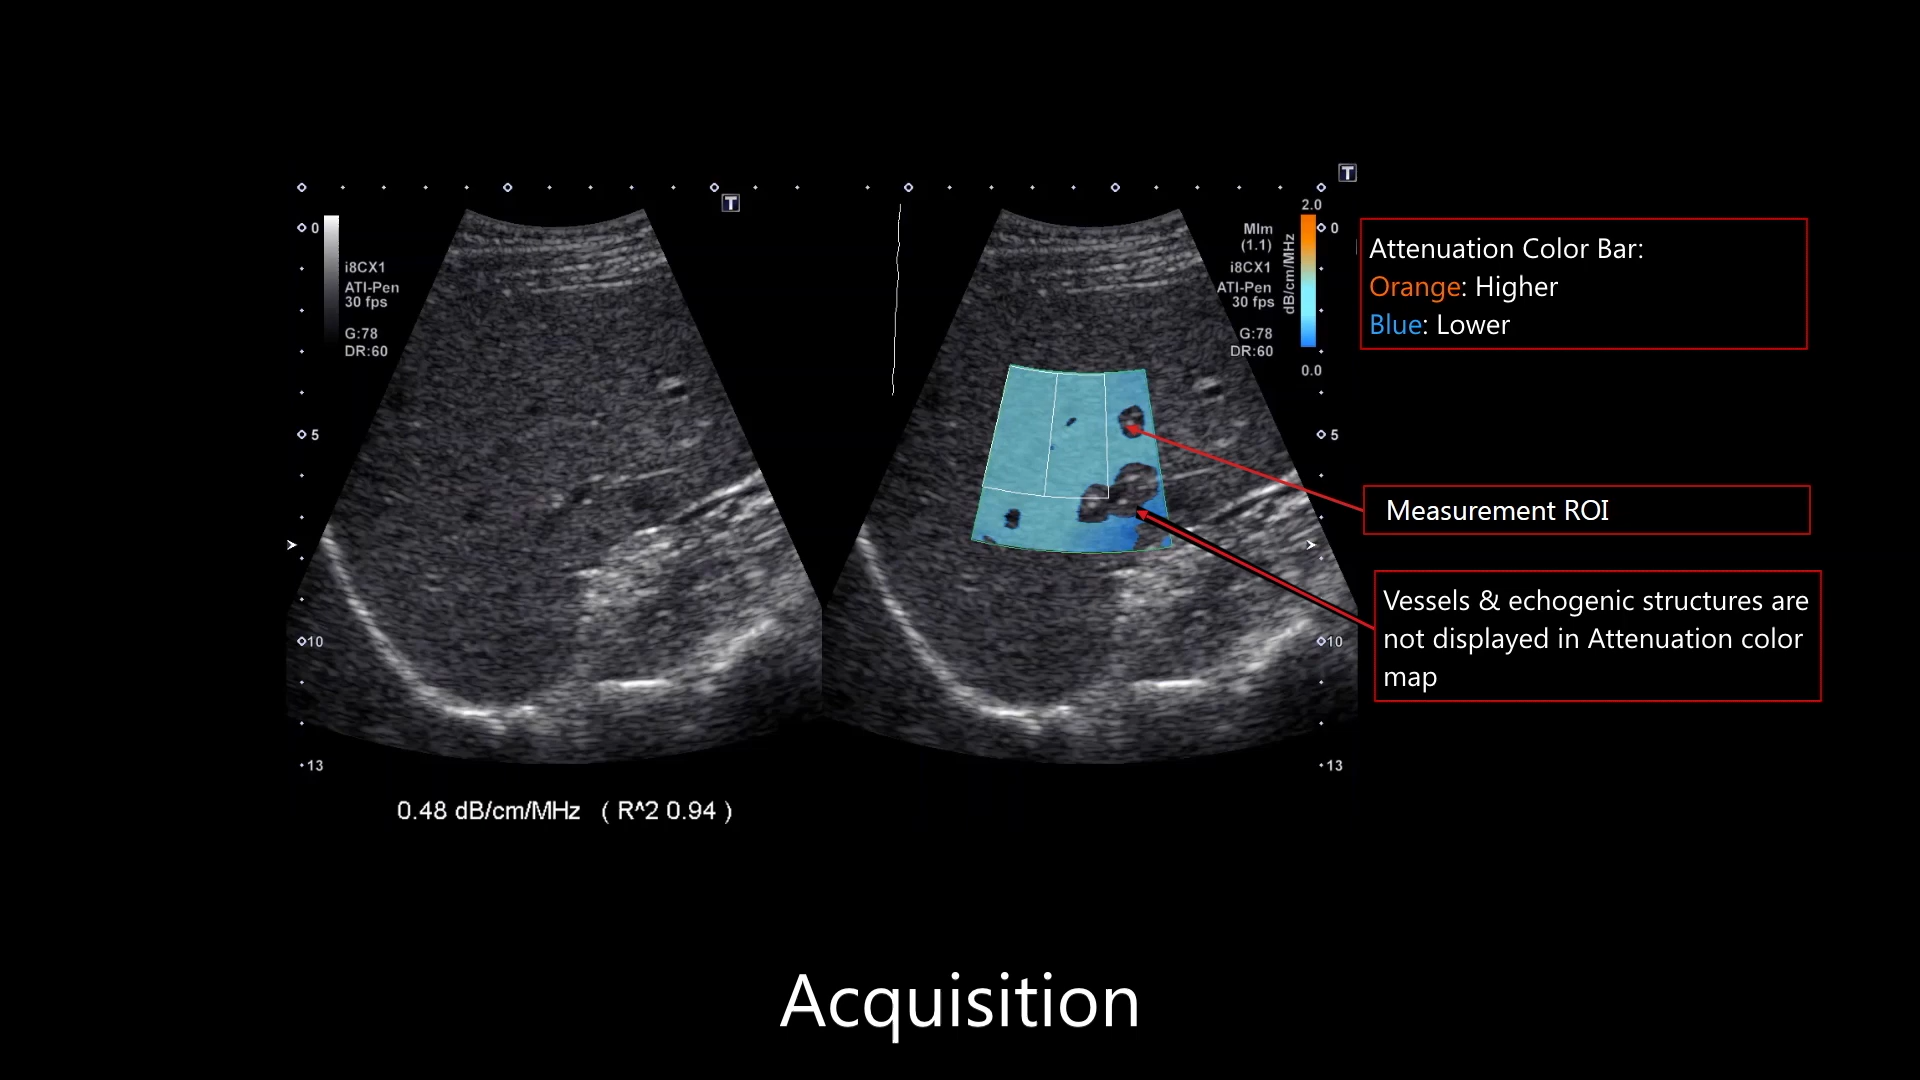 T
T
0
i8CX1
ATI-Pen
30 fps
G:78
DR:60
5
10
13
MIm
(1.1)
i8CX1
ATI-Pen
30 fps
G:78
DR:60
2.0
dB/cm/MHz
0.0
0
5
10
13
Attenuation Color Bar:
Orange: Higher
Blue: Lower
Measurement ROI
Vessels & echogenic structures are
not displayed in Attenuation color
map
0.48 dB/cm/MHz ( R^2 0.94 )
Acquisition